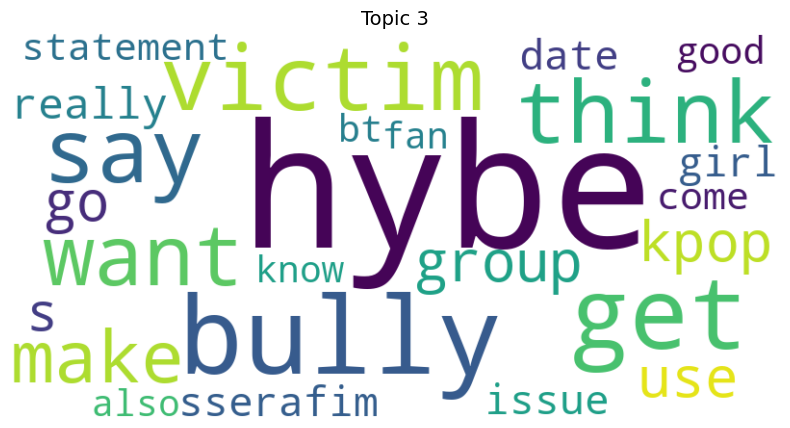 Topic 3
statement
victim
date
good
really
bt
fan
think
say
hybe
girl
go
come
want
know
group
kpop
s
make
bully
get
use
also
sserafim
issue